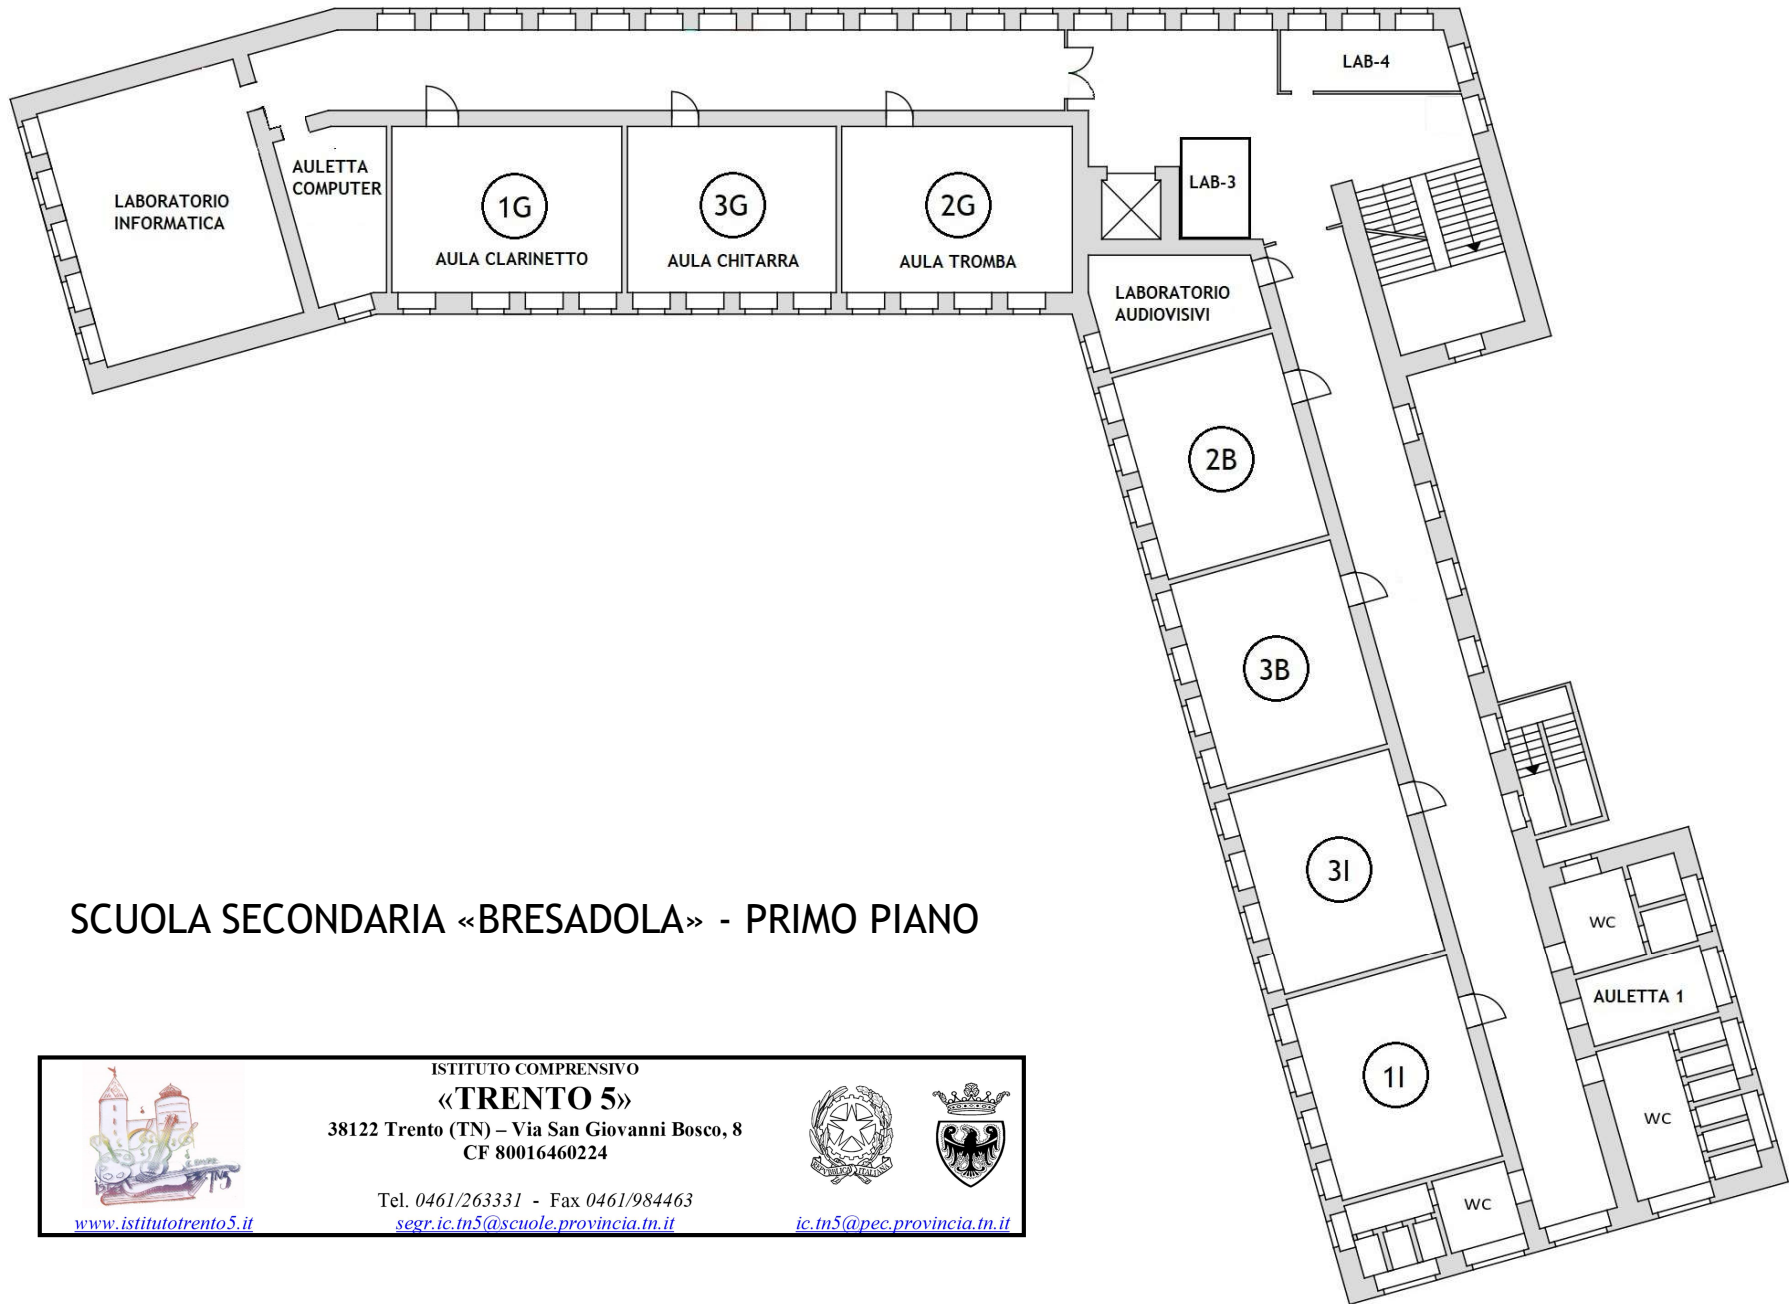 LAB-4
LABORATORIO
INFORMATICA
AULETTA
COMPUTER
1G
AULA CLARINETTO
3G
AULA CHITARRA
2G
AULA TROMBA
LAB-3
LABORATORIO
AUDIOVISIVI
2B
3B
3I
1I
WC
AULETTA 1
WC
WC
SCUOLA SECONDARIA «BRESADOLA» - PRIMO PIANO
ISTITUTO COMPRENSIVO
«TRENTO 5»
38122 Trento (TN) – Via San Giovanni Bosco, 8
CF 80016460224
Tel. 0461/263331 - Fax 0461/984463
www.istitutotrento5.it segr.ic.tn5@scuole.provincia.tn.it ic.tn5@pec.provincia.tn.it